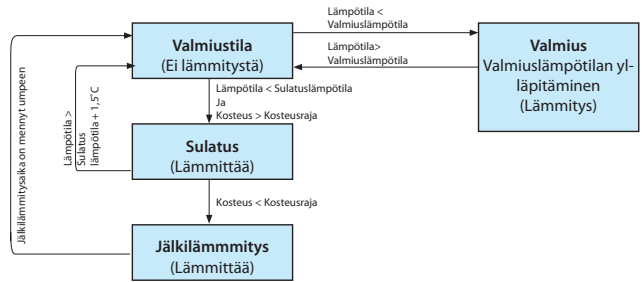 Lämpötila <
Valmiuslämpötila
Valmiustila
(Ei lämmitystä)
Lämpötila>
Valmiuslämpötila
Valmius
Valmiuslämpötilan yl-
läpitäminen
(Lämmitys)
Lämpötila < Sulatuslämpötila
Ja
Kosteus > Kosteusraja
Lämpötila >
Sulatus
lämpötila + 1,5°C
Sulatus
(Lämmittää)
Jälkilämmitysaika on mennyt umpeen
Kosteus < Kosteusraja
Jälkilämmmitys
(Lämmittää)